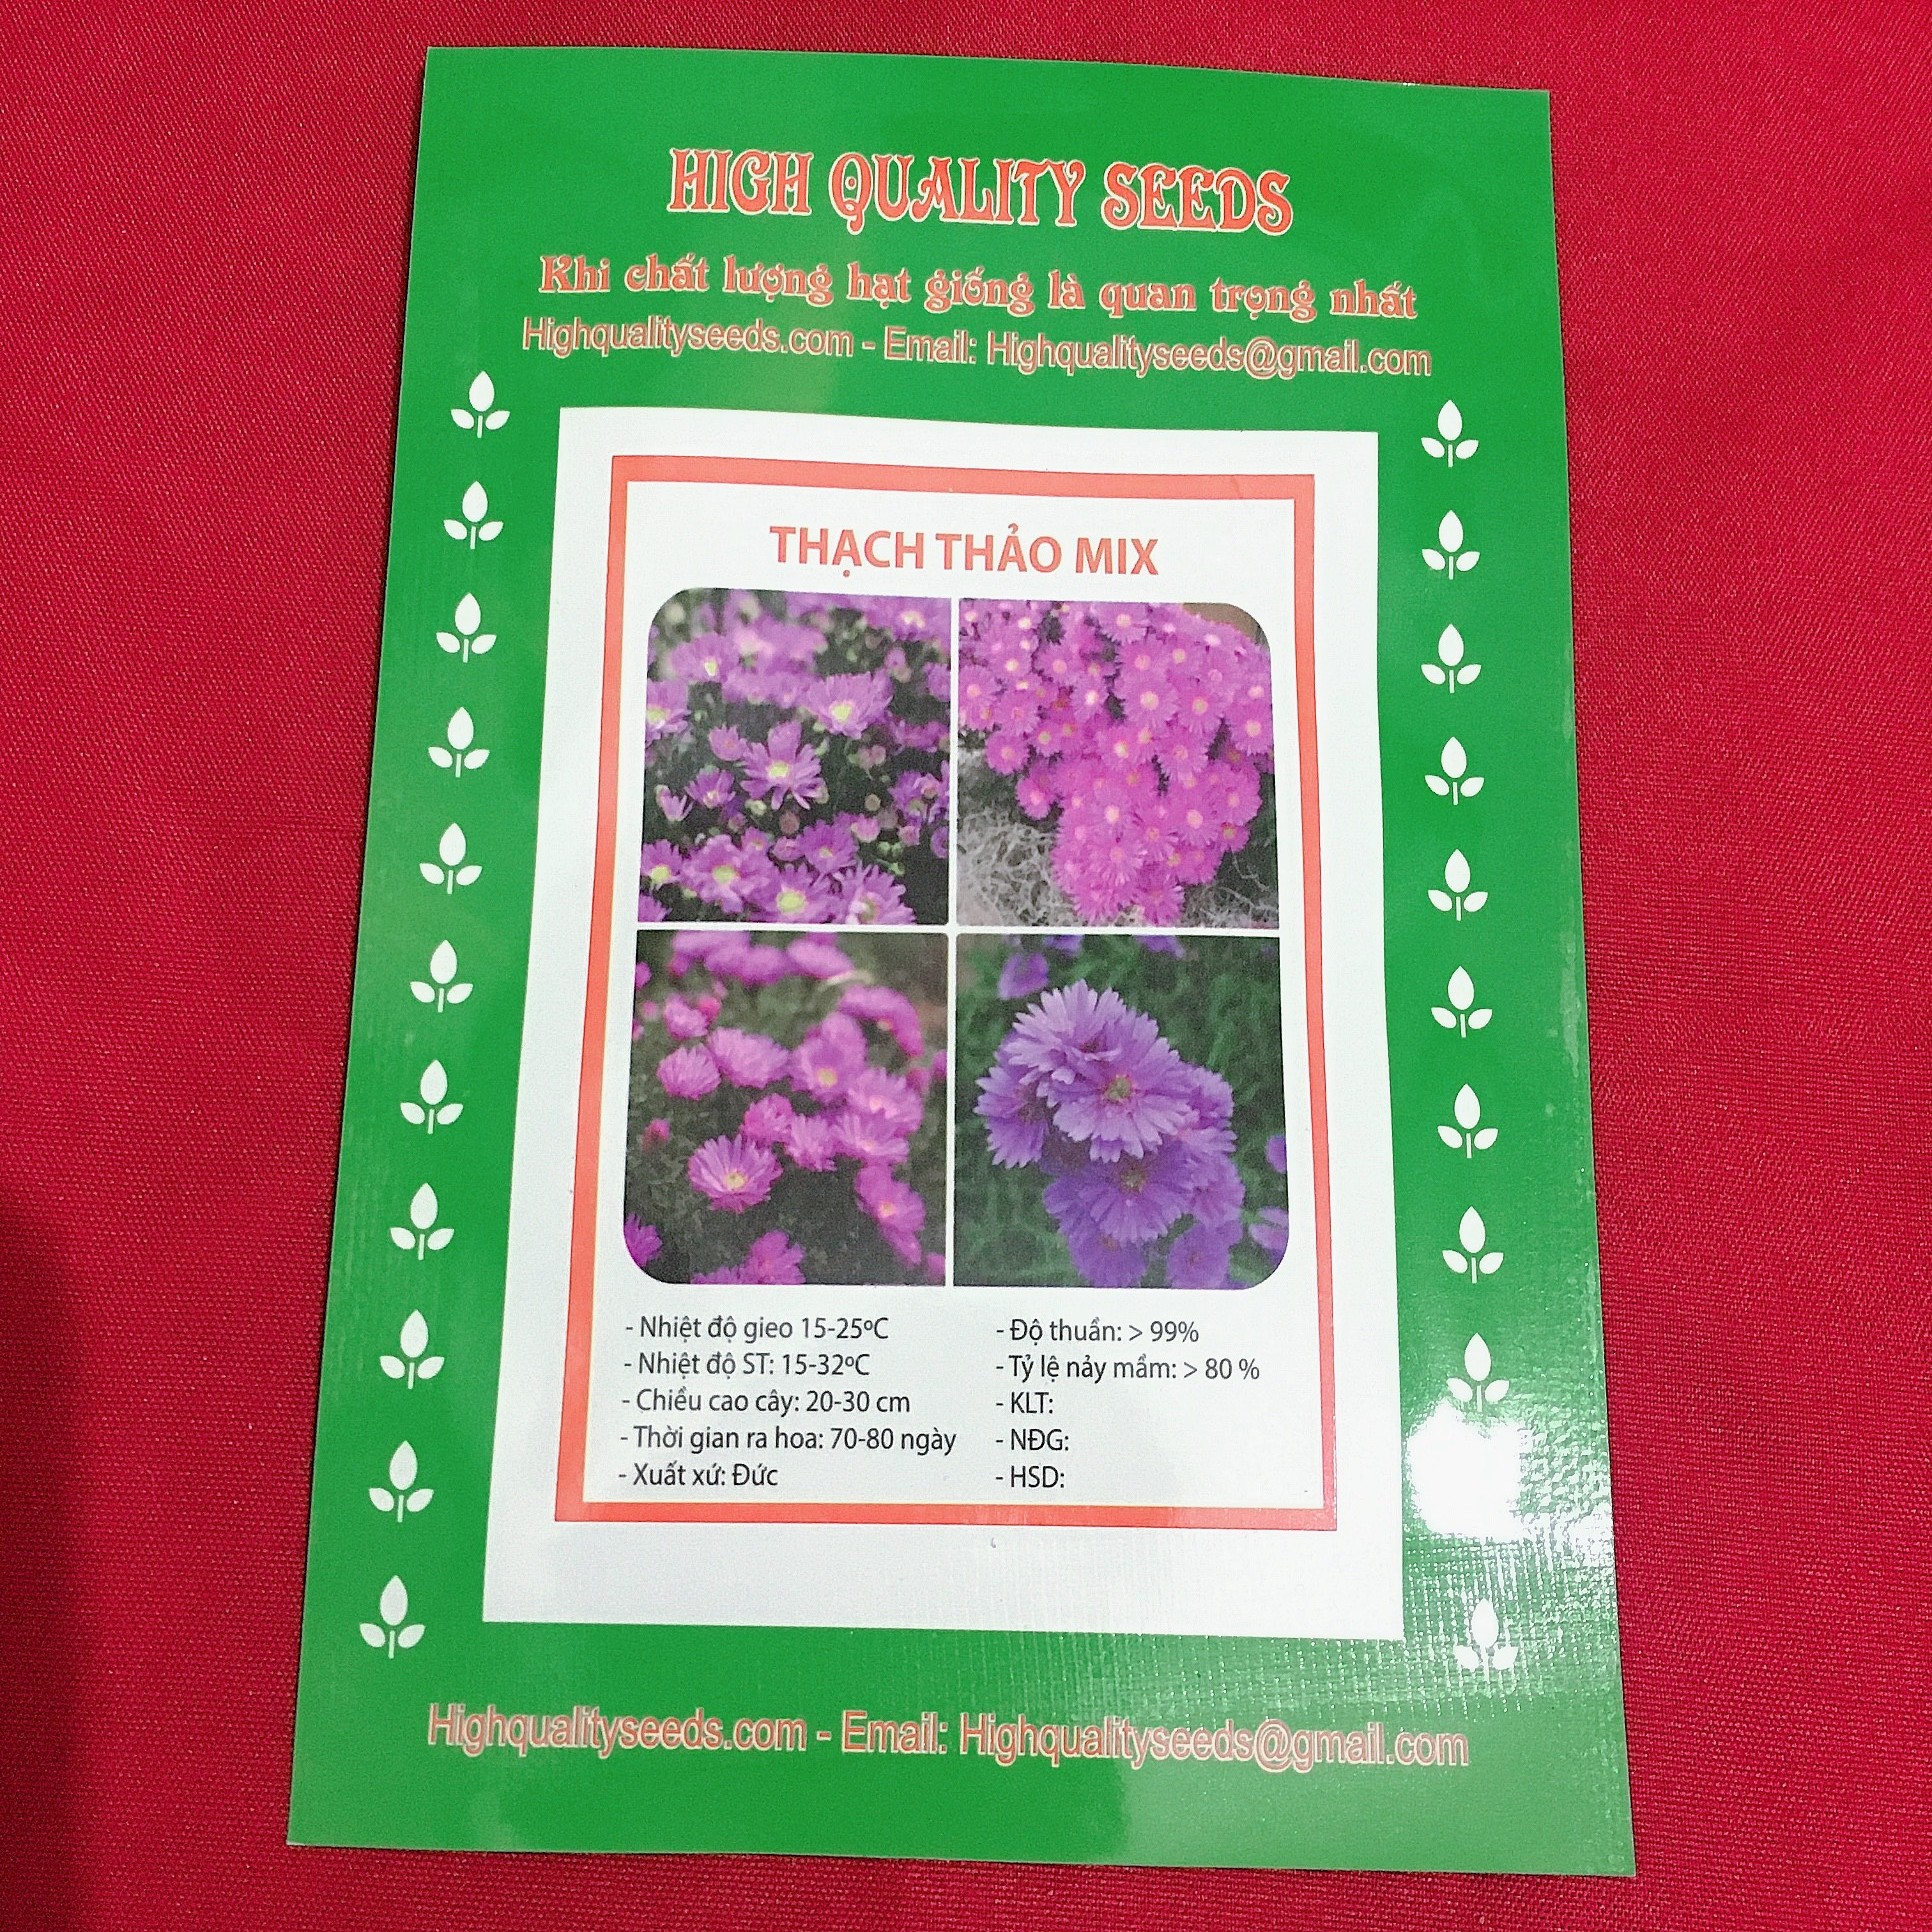 HIGH QUALITY SEEDS
Khi chất lượng hạt giống là quan trọng nhất
Highqualityseeds.com - Email: Highqualityseeds@gmail.com
THẠCH THẢO MIX
- Nhiệt độ gieo 15-25ºC
- Nhiệt độ ST: 15-32ºC
- Chiều cao cây: 20-30 cm
- Thời gian ra hoa: 70-80 ngày
- Xuất xứ: Đức
- Độ thuần: > 99%
- Tỷ lệ nảy mầm: > 80 %
- KLT:
- NĐG:
- HSD:
Highqualityseeds.com - Email: Highqualityseeds@gmail.com